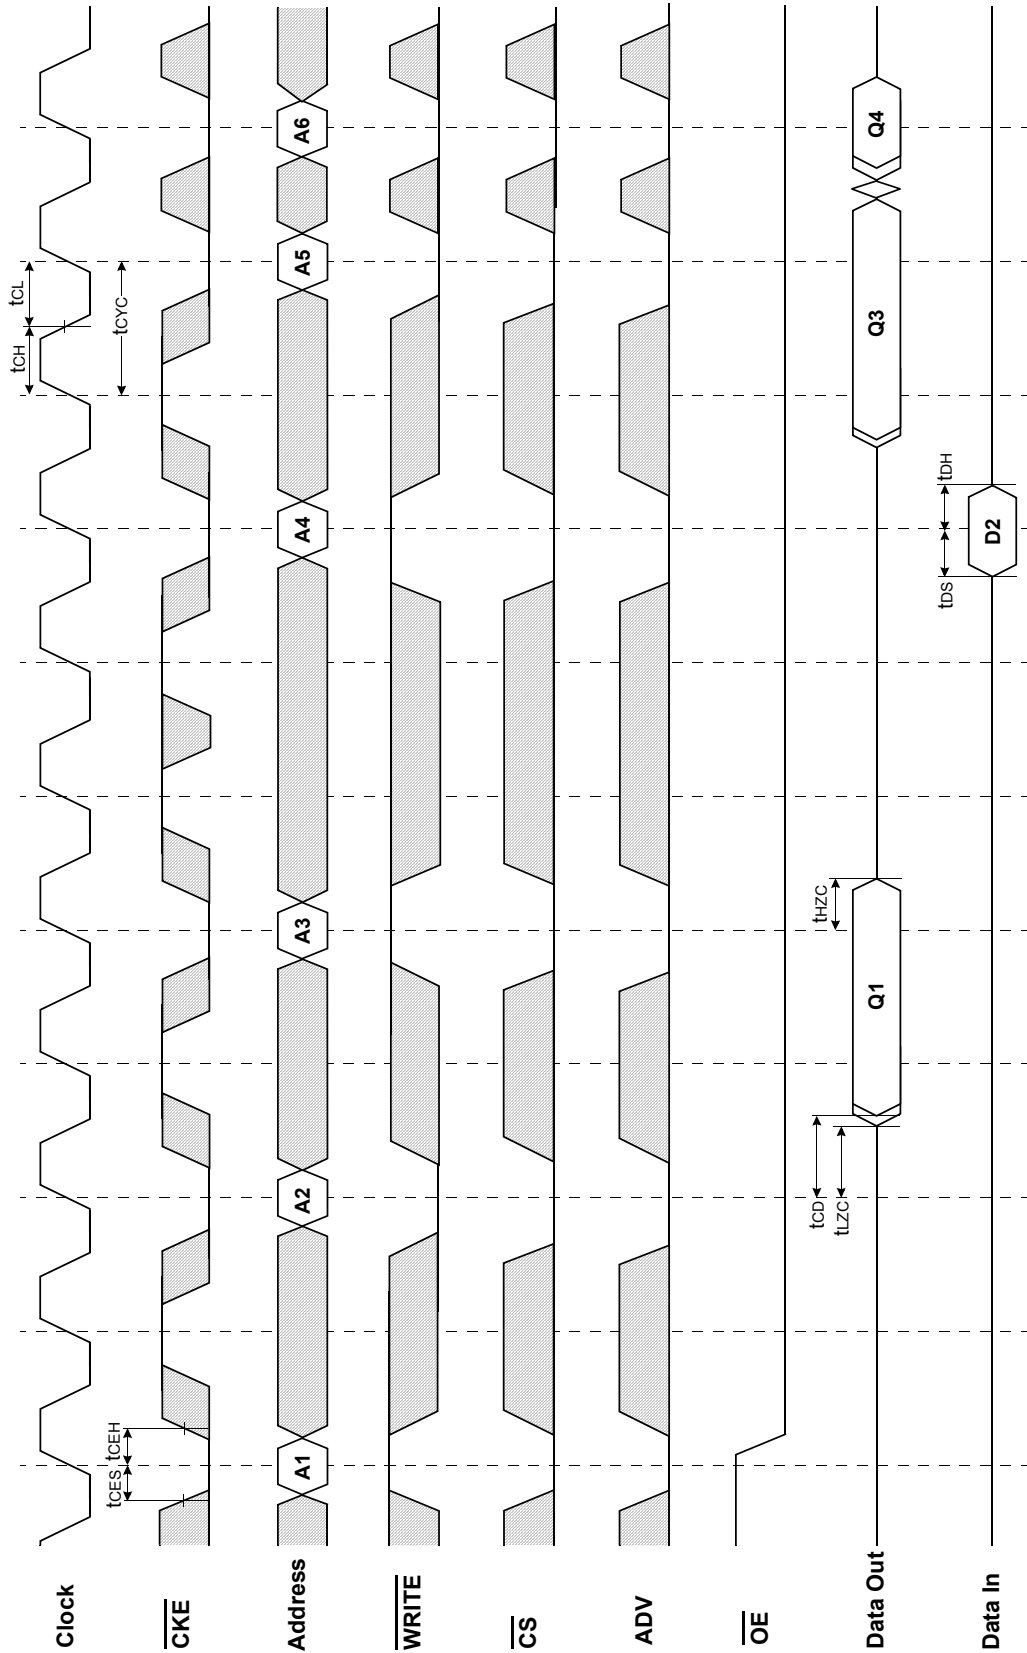 Clock
tCH tCL
tCYC
tCES tCEH
CKE
Address
A1 A2 A3 A4 A5 A6
WRITE
CS
ADV
OE
tCD
tLZC
tHZC
Data Out
Q1 Q3 Q4
tDS tDH
Data In
D2